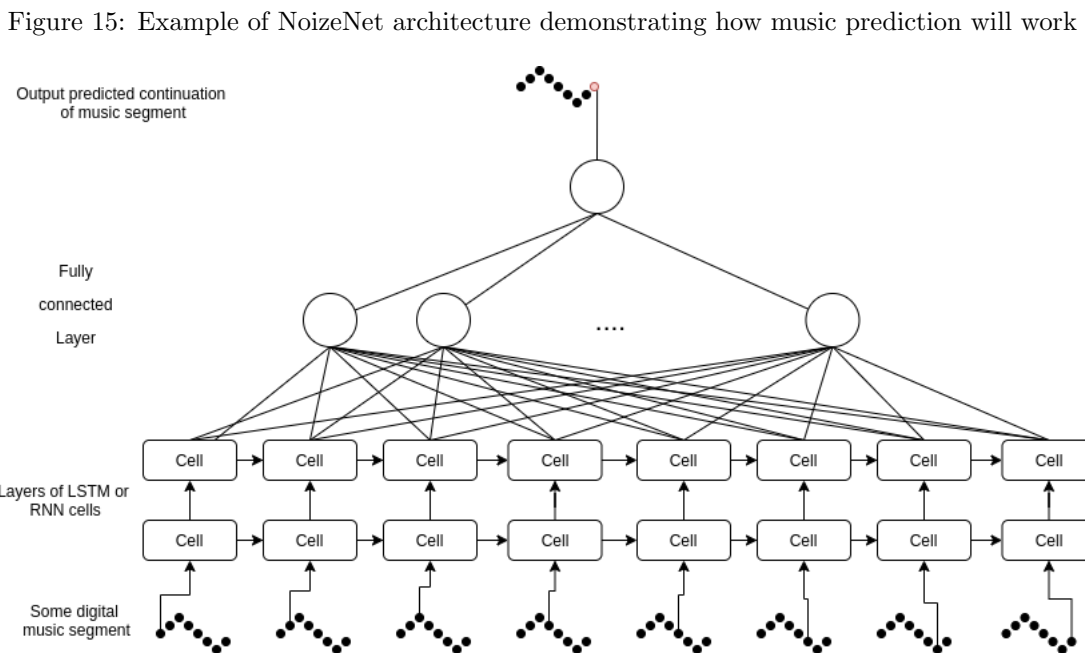 Figure 15: Example of NoizeNet architecture demonstrating how music prediction will work
Output predicted continuation
of music segment
Fully
connected
Layer
....
Cell Cell Cell Cell Cell Cell Cell Cell
Layers of LSTM or
RNN cells
Cell Cell Cell Cell Cell Cell Cell Cell
Some digital
music segment